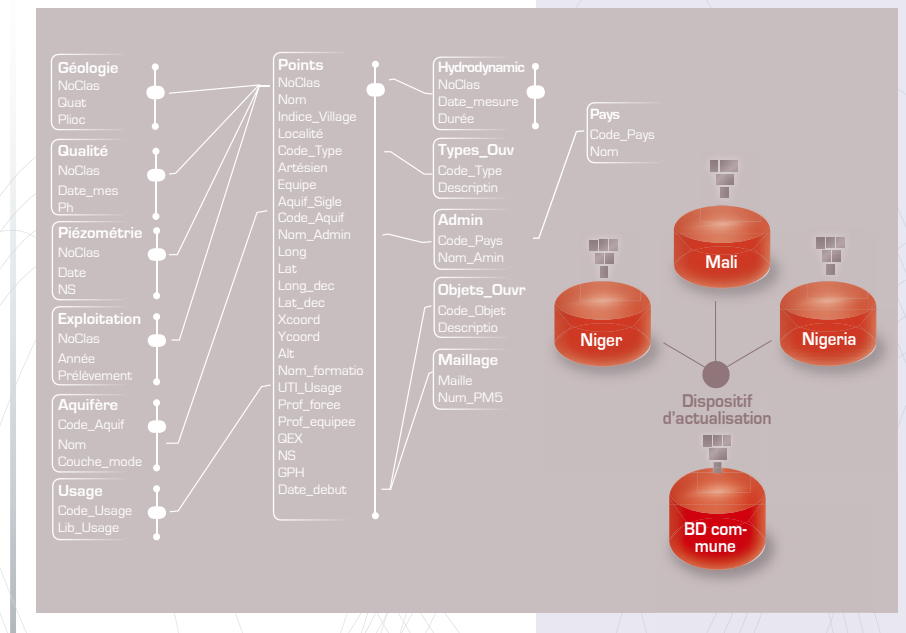 Géologie
NoClas
Quat
Plioc
Qualité
NoClas
Date_mes
Ph
Piézométrie
NoClas
Date
NS
Exploitation
NoClas
Année
Prélèvement
Aquifère
Code_Aquif
Nom
Couche_mode
Usage
Code_Usage
Lib_Usage
Points
NoClas
Nom
Indice_Village
Localité
Code_Type
Artésien
Equipe
Aquif_Sigle
Code_Aquif
Nom_Admin
Long
Lat
Long_dec
Lat_dec
Xcoord
Ycoord
Alt
Nom_formatio
UTI_Usage
Prof_foree
Prof_equipee
QEX
NS
GPH
Date_debut
Hydrodynamic
NoClas
Date_mesure
Durée
Types_Ouv
Code_Type
Descriptin
Admin
Code_Pays
Nom_Amin
Objets_Ouvr
Code_Objet
Descriptio
Maillage
Maille
Num_PM5
Pays
Code_Pays
Nom
Mali
Niger
Nigeria
Dispositif
d'actualisation
BD com-
mune